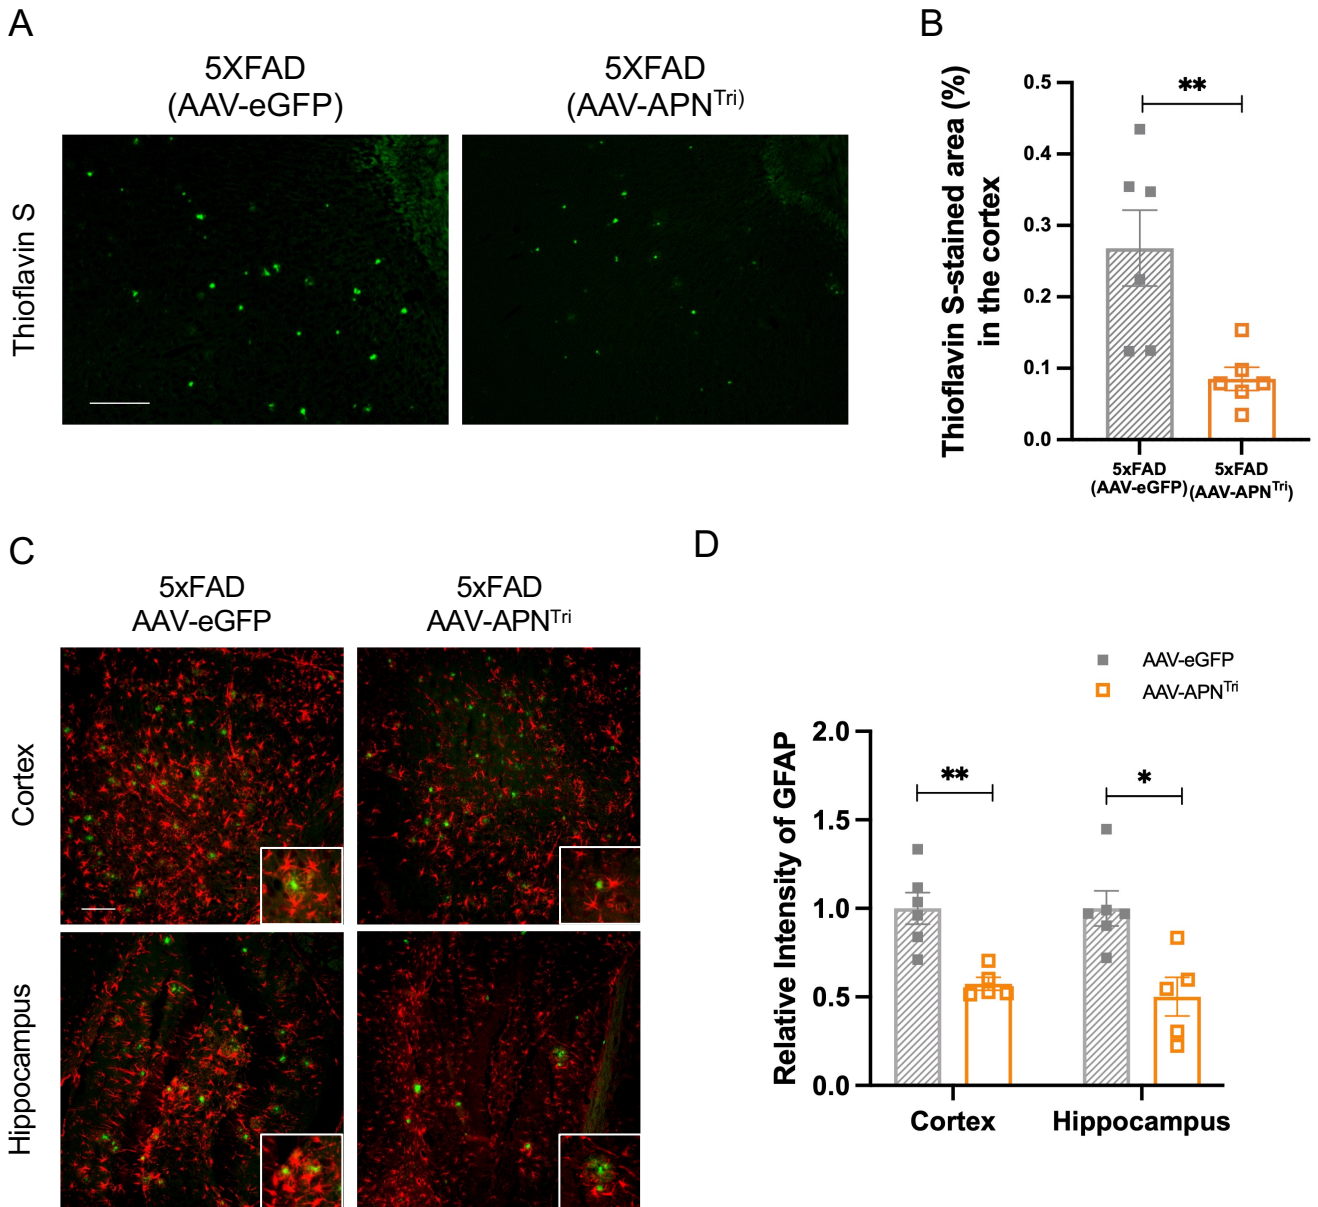 A
5XFAD
(AAV-eGFP)
5XFAD
(AAV-APNTri)
Thioflavin S
B
Thioflavin S-stained area (%)
in the cortex
0.5
0.4
0.3
0.2
0.1
0.0
**
5xFAD
(AAV-eGFP)
5xFAD
(AAV-APNTri)
C
5xFAD
AAV-eGFP
5xFAD
AAV-APNTri
Cortex
Hippocampus
D
AAV-eGFP
AAV-APNTri
Relative Intensity of GFAP
2.0
1.5
1.0
0.5
0.0
**
*
Cortex
Hippocampus